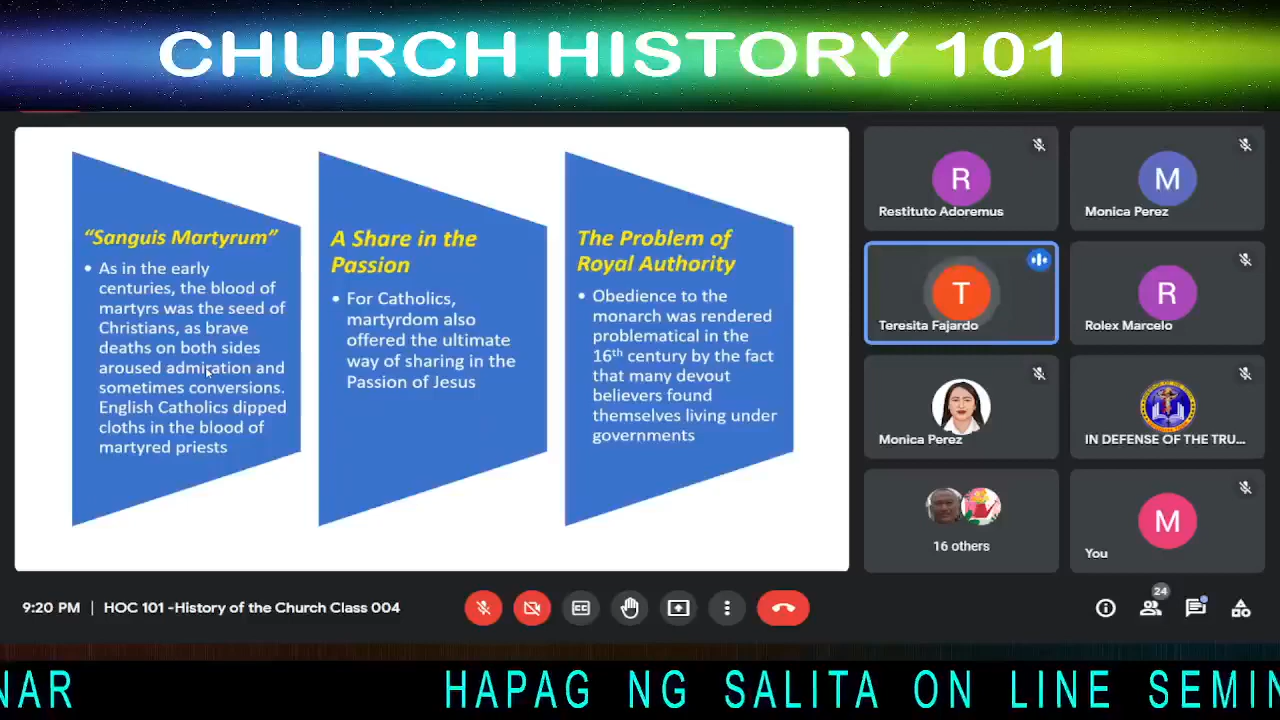 CHURCH HISTORY 101
“Sanguis Martyrum”
• As in the early
centuries, the blood of
martyrs was the seed of
Christians, as brave
deaths on both sides
aroused admiration and
sometimes conversions.
English Catholics dipped
cloths in the blood of
martyred priests
A Share in the
Passion
• For Catholics,
martyrdom also
offered the ultimate
way of sharing in the
Passion of Jesus
The Problem of
Royal Authority
• Obedience to the
monarch was rendered
problematical in the
16th century by the fact
that many devout
believers found
themselves living under
governments
R
Restituto Adoremus
M
Monica Perez
T
Teresita Fajardo
R
Rolex Marcelo
Monica Perez
IN DEFENSE OF THE TRU...
16 others
M
You
9:20 PM | HOC 101 -History of the Church Class 004
CC
24
NAR HAPAG NG SALITA ON LINE SEMIN